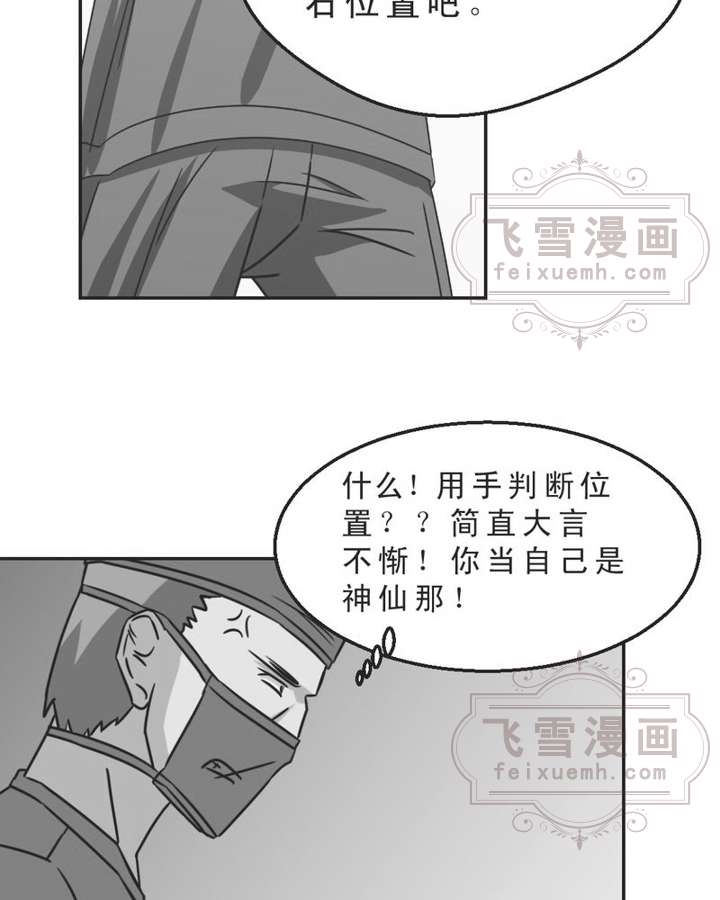 右位置吧。
飞雪漫画
feixuemh.com
什么！用手判断位
置？？简直大言
不惭！你当自己是
神仙那！
飞雪漫画
feixuemh.com